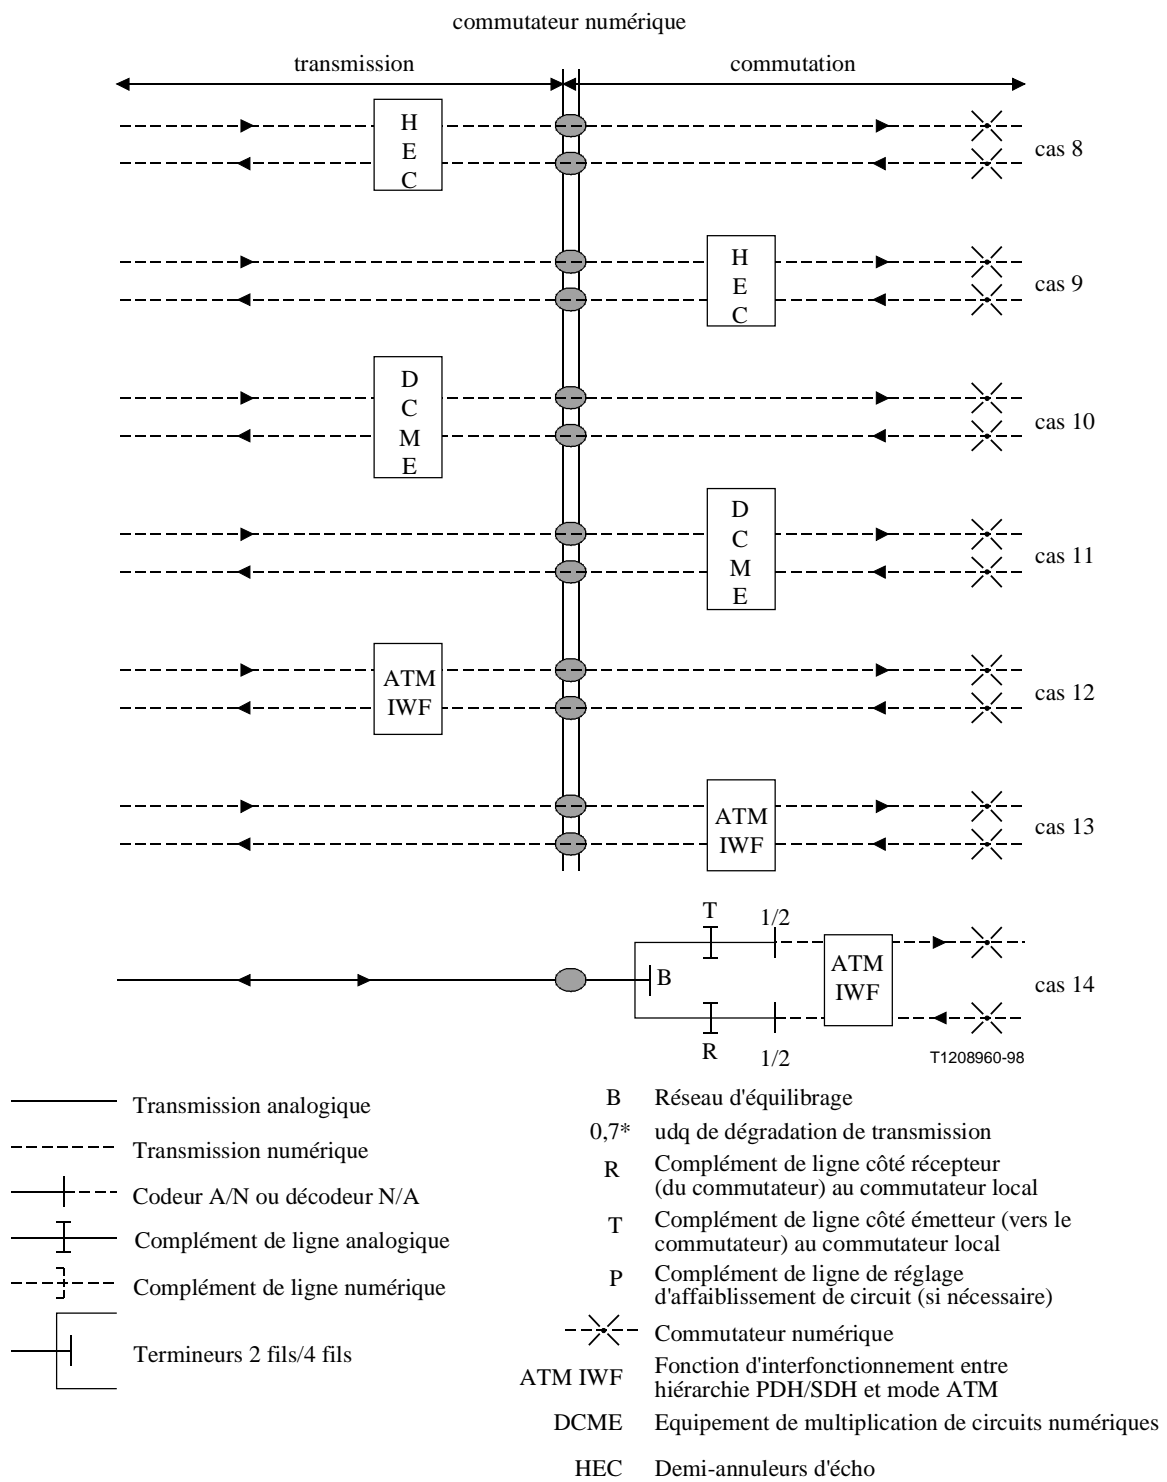 commutateur numérique
transmission
commutation
H
E
C
cas 8
H
E
C
cas 9
D
C
M
E
cas 10
D
C
M
E
cas 11
ATM
IWF
cas 12
ATM
IWF
cas 13
T
1/2
B
ATM
IWF
cas 14
R
1/2
T1208960-98
Transmission analogique
Transmission numérique
Codeur A/N ou décodeur N/A
Complément de ligne analogique
Complément de ligne numérique
Termineurs 2 fils/4 fils
B Réseau d'équilibrage
0,7* udq de dégradation de transmission
R Complément de ligne côté récepteur
(du commutateur) au commutateur local
T Complément de ligne côté émetteur (vers le
commutateur) au commutateur local
P Complément de ligne de réglage
d'affaiblissement de circuit (si nécessaire)
Commutateur numérique
ATM IWF Fonction d'interfonctionnement entre
hiérarchie PDH/SDH et mode ATM
DCME Equipement de multiplication de circuits numériques
HEC Demi-annuleurs d'écho